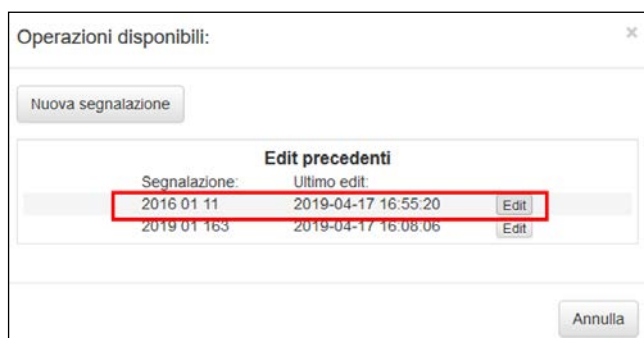 Operazioni disponibili: ×
Nuova segnalazione
Edit precedenti
Segnalazione: Ultimo edit:
2016 01 11 2019-04-17 16:55:20 Edit
2019 01 163 2019-04-17 16:08:06 Edit
Annulla